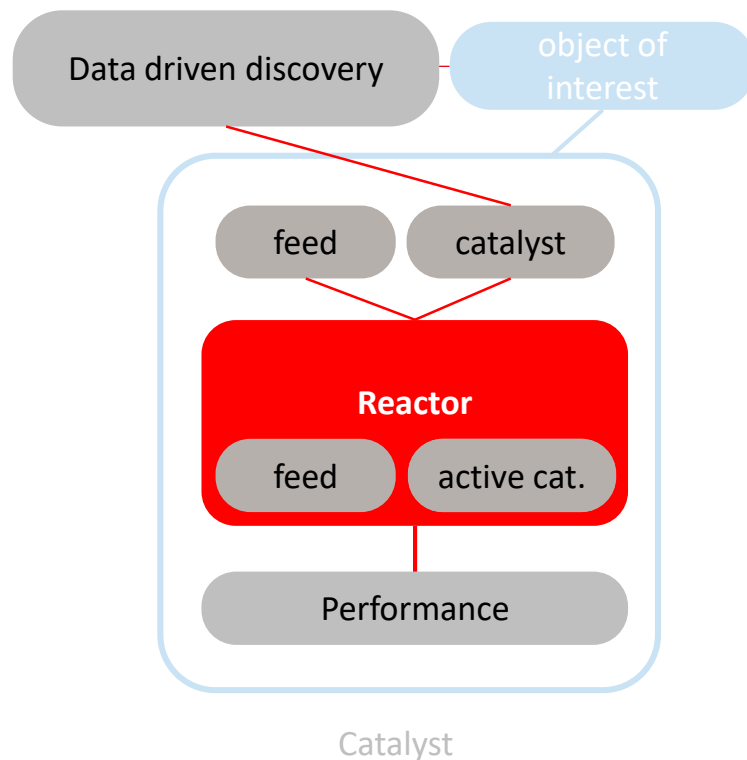 Data driven discovery
object of
interest
feed
catalyst
Reactor
feed
active cat.
Performance
Catalyst